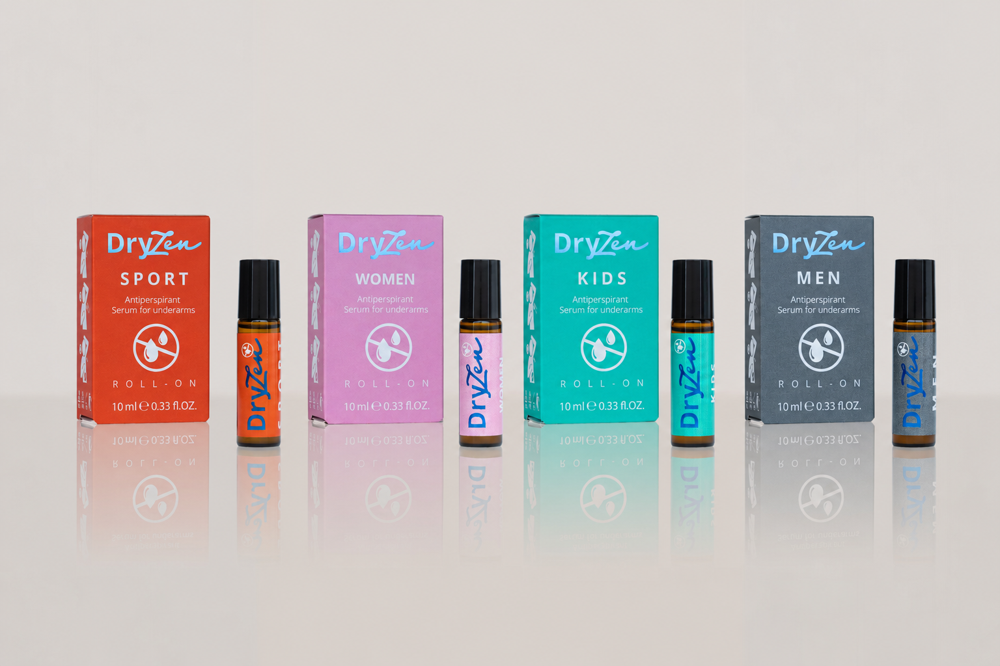 DryZen
SPORT
Antiperspirant
Serum for underarms
ROLL-ON
10 ml ℮ 0.33 fl.OZ.
DryZen
SPORT
DryZen
WOMEN
Antiperspirant
Serum for underarms
ROLL-ON
10 ml ℮ 0.33 fl.OZ.
DryZen
WOMEN
DryZen
KIDS
Antiperspirant
Serum for underarms
ROLL-ON
10 ml ℮ 0.33 fl.OZ.
DryZen
KIDS
DryZen
MEN
Antiperspirant
Serum for underarms
ROLL-ON
10 ml ℮ 0.33 fl.OZ.
DryZen
MEN